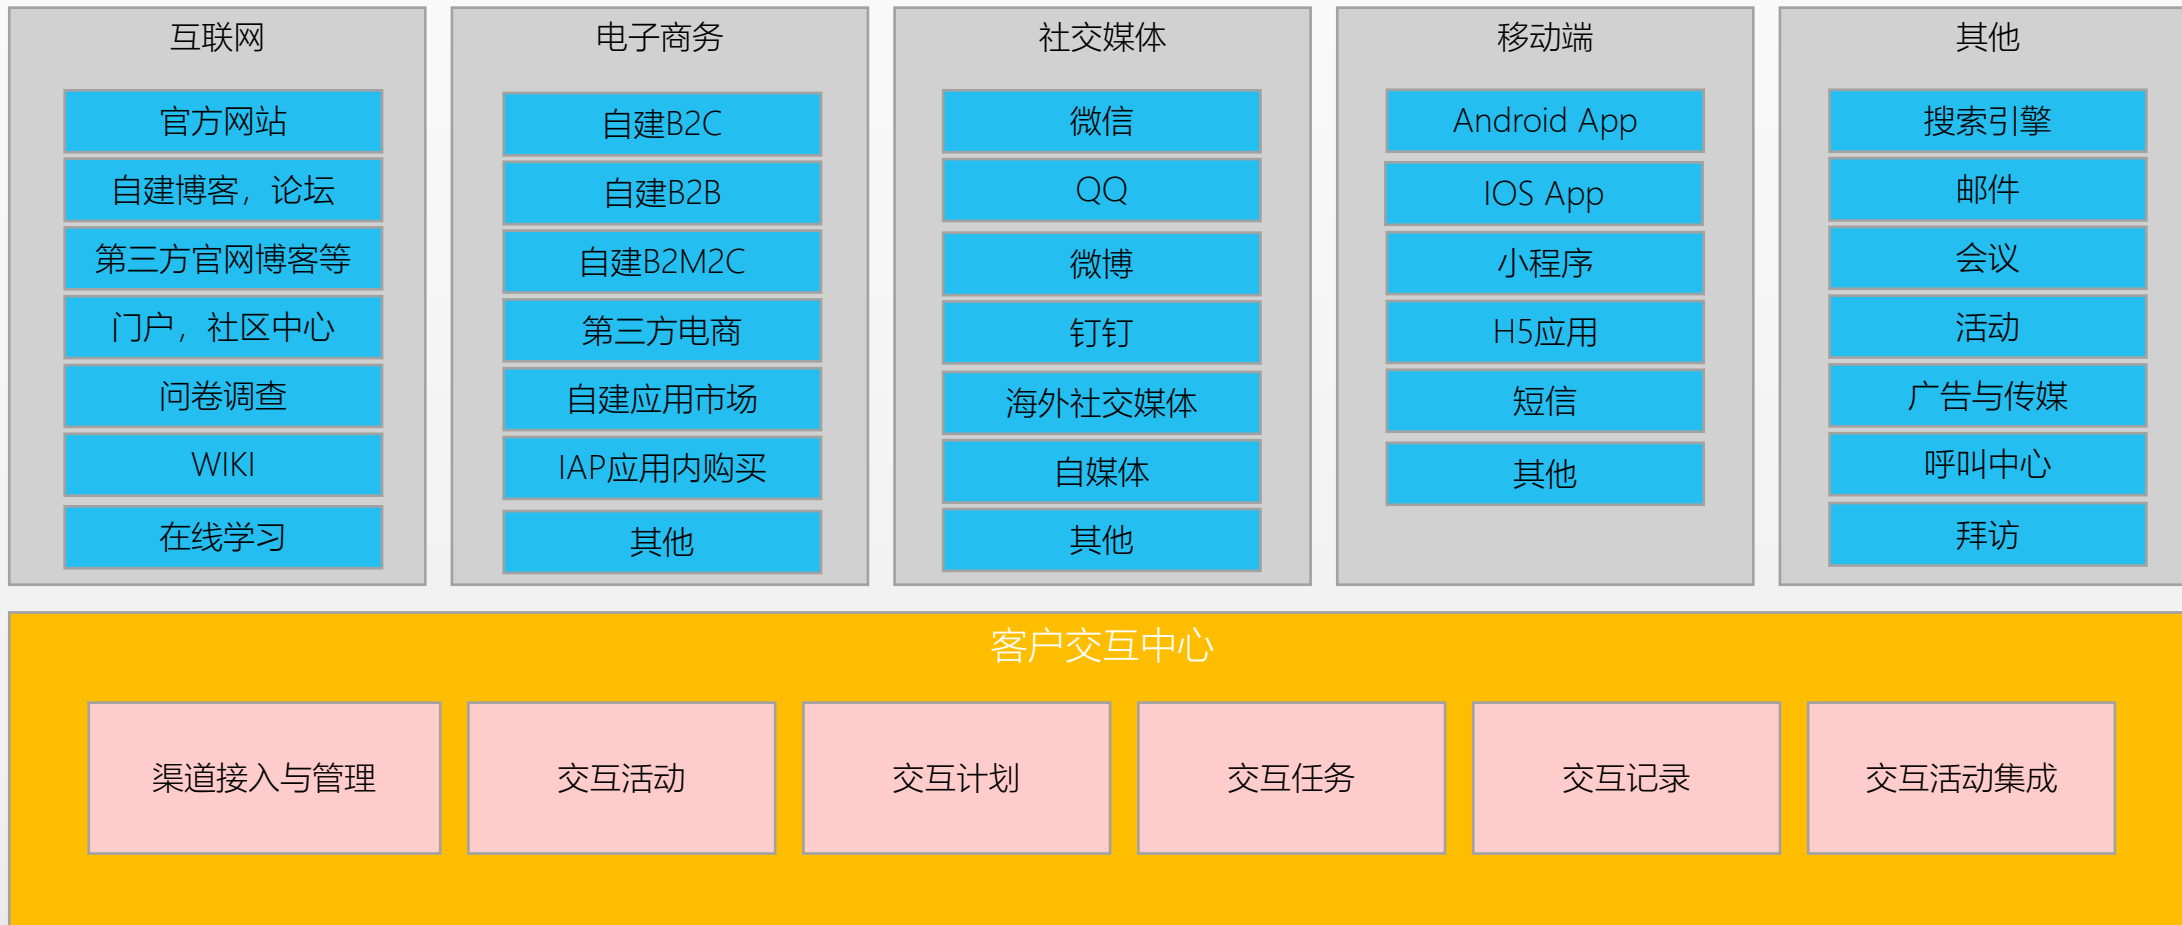 互联网
官方网站
自建博客，论坛
第三方官网博客等
门户，社区中心
问卷调查
WIKI
在线学习
电子商务
自建B2C
自建B2B
自建B2M2C
第三方电商
自建应用市场
IAP应用内购买
其他
社交媒体
微信
QQ
微博
钉钉
海外社交媒体
自媒体
其他
移动端
Android App
IOS App
小程序
H5应用
短信
其他
其他
搜索引擎
邮件
会议
活动
广告与传媒
呼叫中心
拜访
客户交互中心
渠道接入与管理
交互活动
交互计划
交互任务
交互记录
交互活动集成